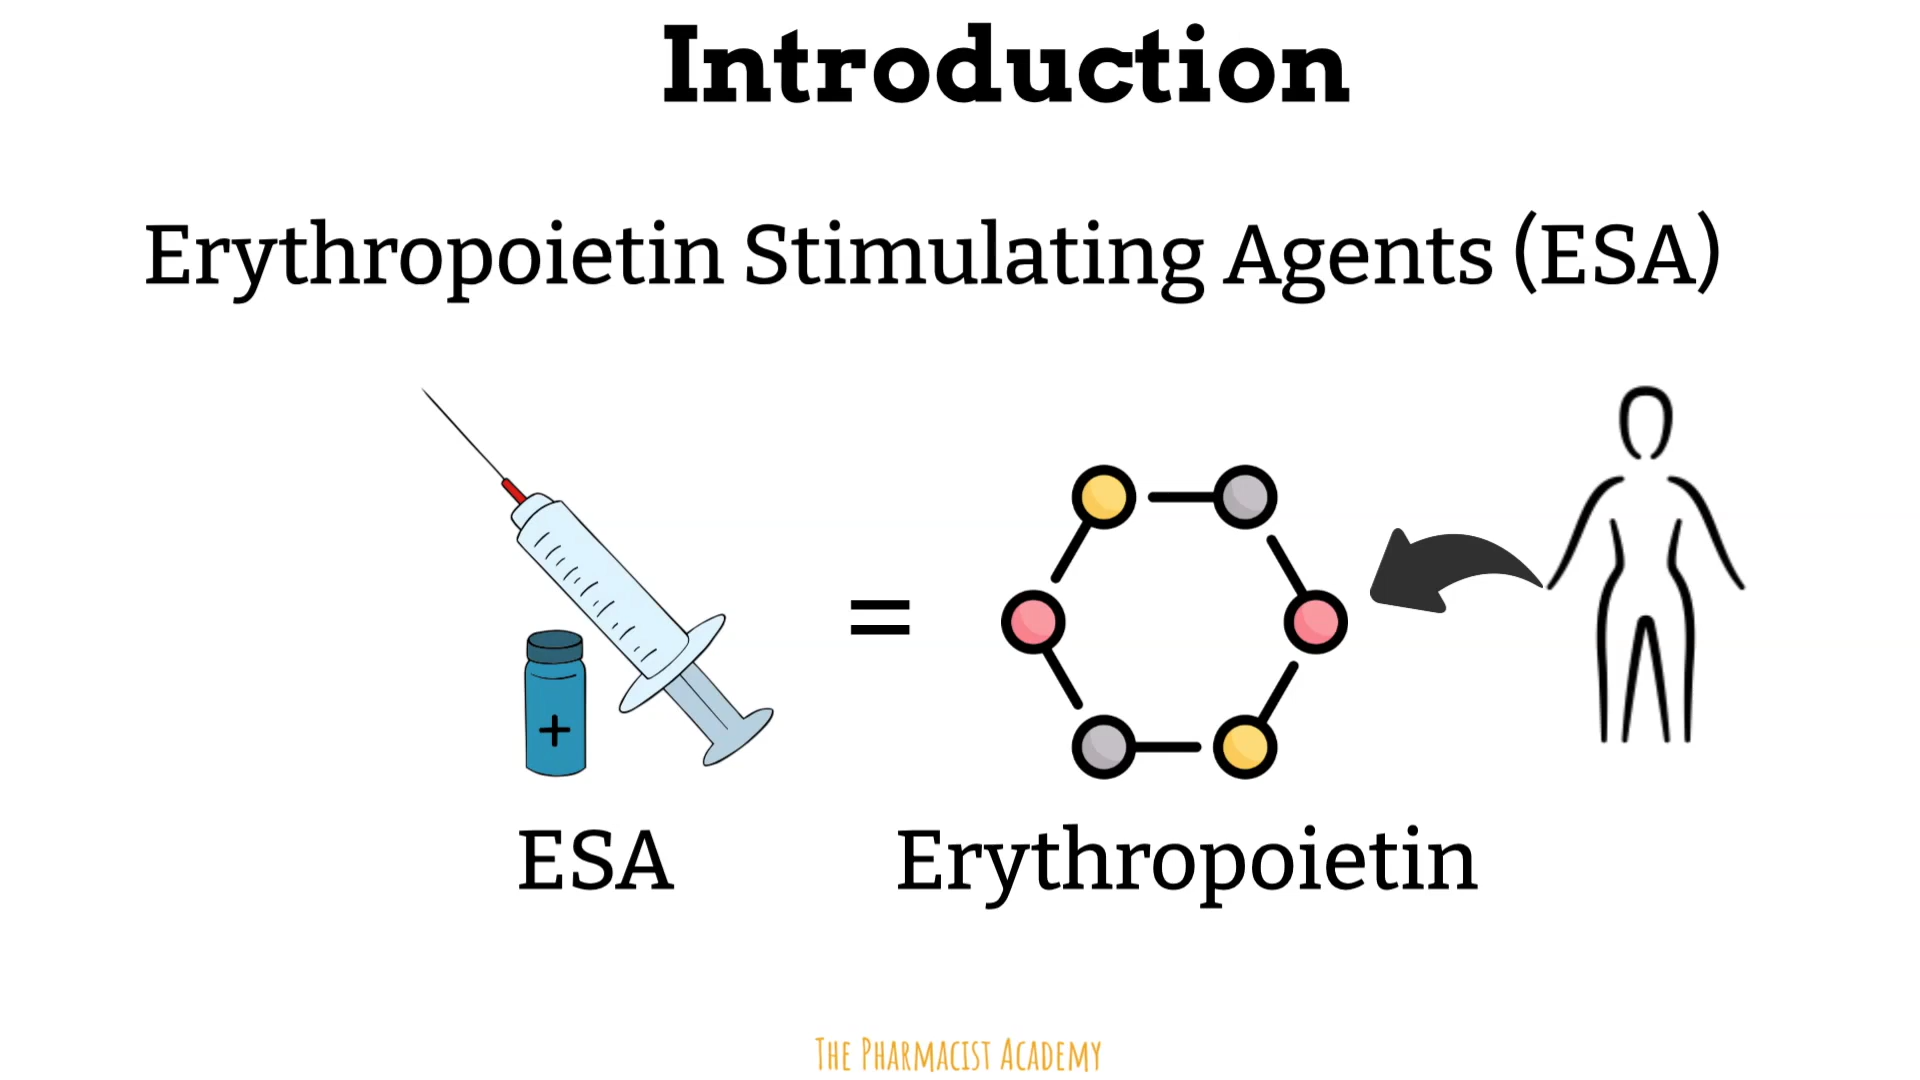 Introduction
Erythropoietin Stimulating Agents (ESA)
=
+
ESA
Erythropoietin
The Pharmacist Academy